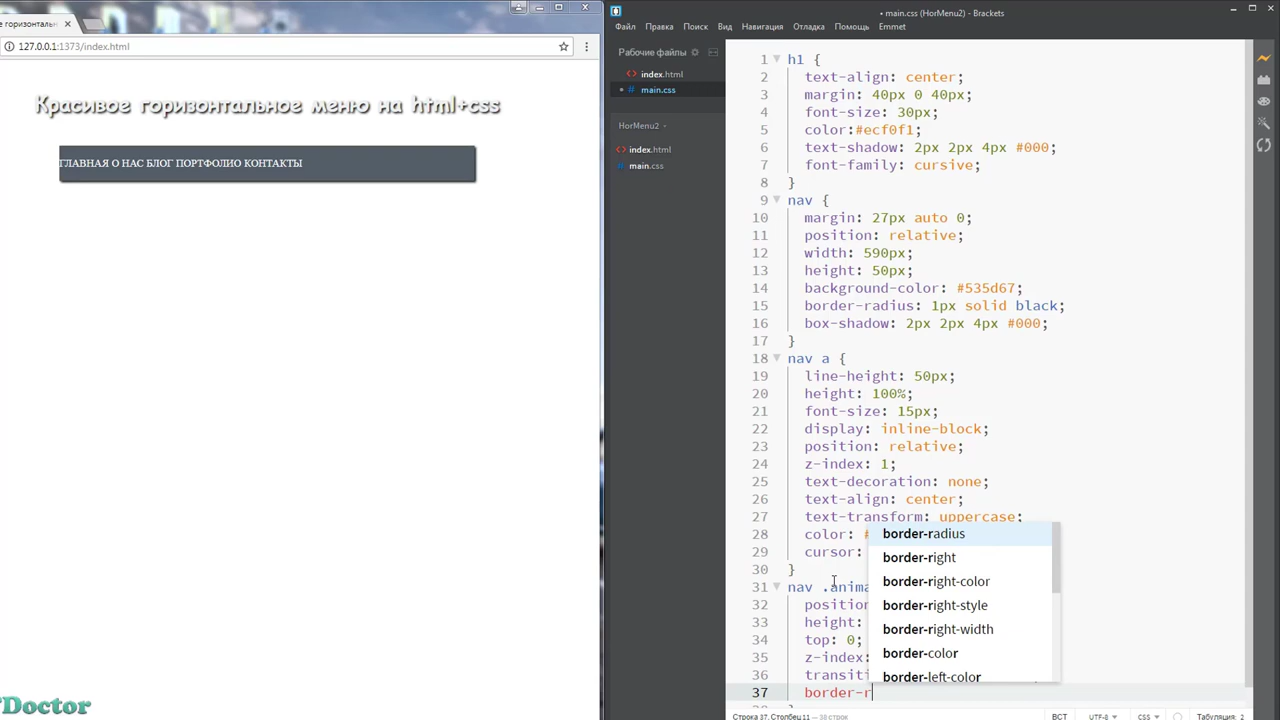 е горизонтальн
127.0.0.1:1373/index.html
Красивое горизонтальное меню на html+css
ГЛАВНАЯ О НАС БЛОГ ПОРТФОЛИО КОНТАКТЫ
Doctor
• main.css (HorMenu2) - Brackets
Файл Правка Поиск Вид Навигация Отладка Помощь Emmet
Рабочие файлы
<> index.html
• # main.css
HorMenu2
<> index.html
# main.css
1 h1 {
2 text-align: center;
3 margin: 40px 0 40px;
4 font-size: 30px;
5 color:#ecf0f1;
6 text-shadow: 2px 2px 4px #000;
7 font-family: cursive;
8 }
9 nav {
10 margin: 27px auto 0;
11 position: relative;
12 width: 590px;
13 height: 50px;
14 background-color: #535d67;
15 border-radius: 1px solid black;
16 box-shadow: 2px 2px 4px #000;
17 }
18 nav a {
19 line-height: 50px;
20 height: 100%;
21 font-size: 15px;
22 display: inline-block;
23 position: relative;
24 z-index: 1;
25 text-decoration: none;
26 text-align: center;
27 text-transform: uppercase;
28 color: #
29 cursor:
30 }
31 nav .anima
32 position
33 height:
34 top: 0;
35 z-index:
36 transiti
37 border-r
border-radius
border-right
border-right-color
border-right-style
border-right-width
border-color
border-left-color
Строка 37, Столбец 11 — 38 строк
ВСТ UTF-8 CSS Табуляция: 2